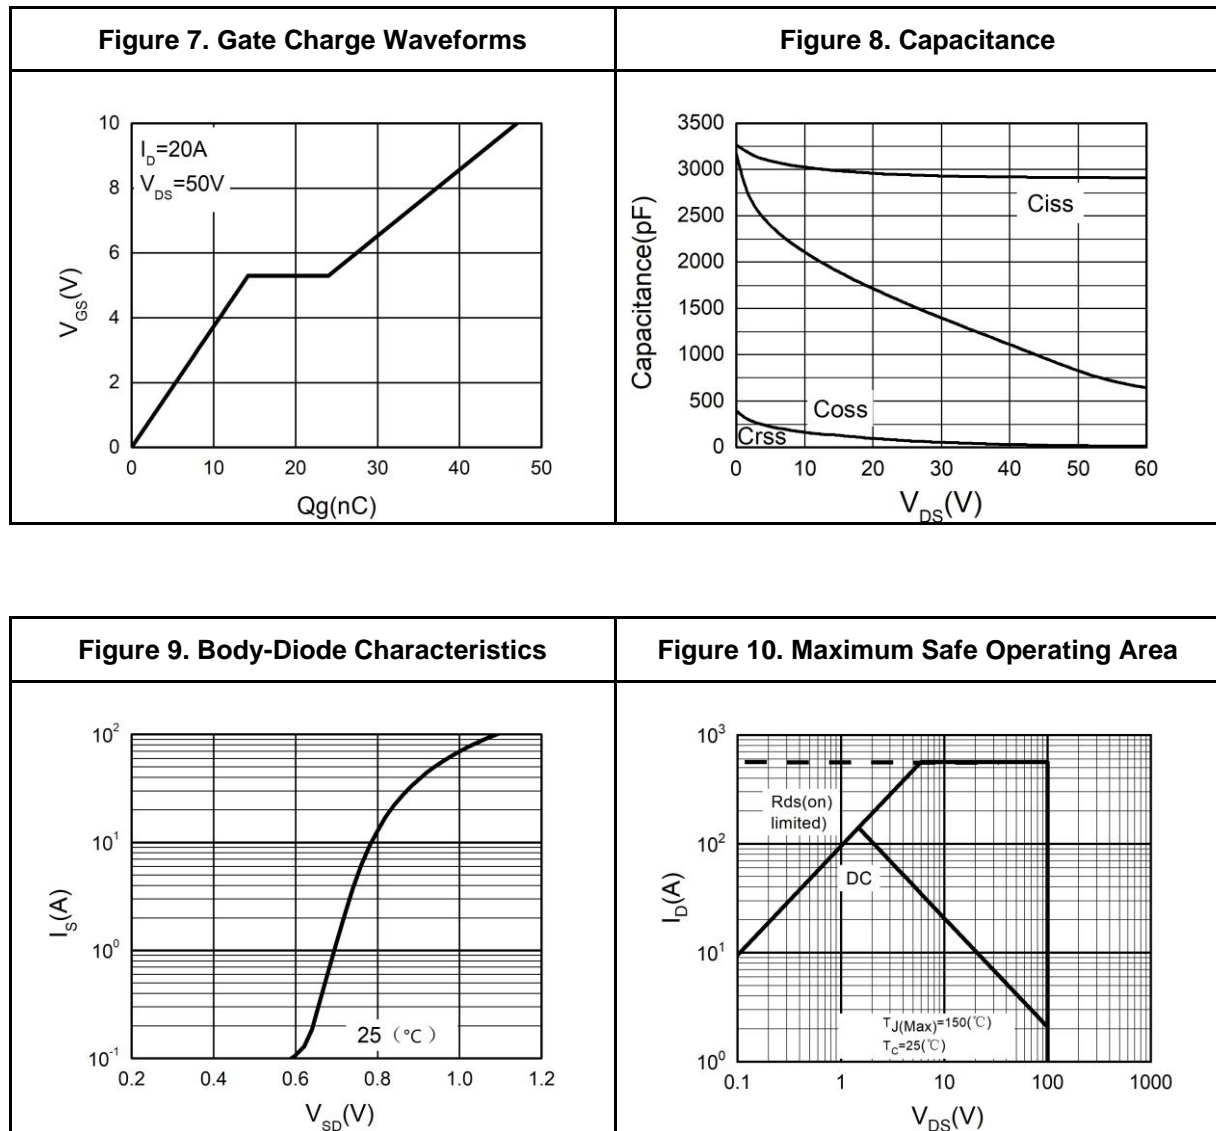 Figure 7. Gate Charge Waveforms
Figure 8. Capacitance
10
8
6
4
2
0
V_GS(V)
I_D=20A
V_DS=50V
0 10 20 30 40 50
Qg(nC)
3500
3000
2500
2000
1500
1000
500
0
Capacitance(pF)
Ciss
Coss
Crss
0 10 20 30 40 50 60
V_DS(V)
Figure 9. Body-Diode Characteristics
Figure 10. Maximum Safe Operating Area
10^2
10^1
10^0
10^-1
I_S(A)
25（℃）
0.2 0.4 0.6 0.8 1.0 1.2
V_SD(V)
10^3
10^2
10^1
10^0
I_D(A)
Rds(on)
limited)
DC
T_J(Max)=150(℃)
T_C=25(℃)
0.1 1 10 100 1000
V_DS(V)